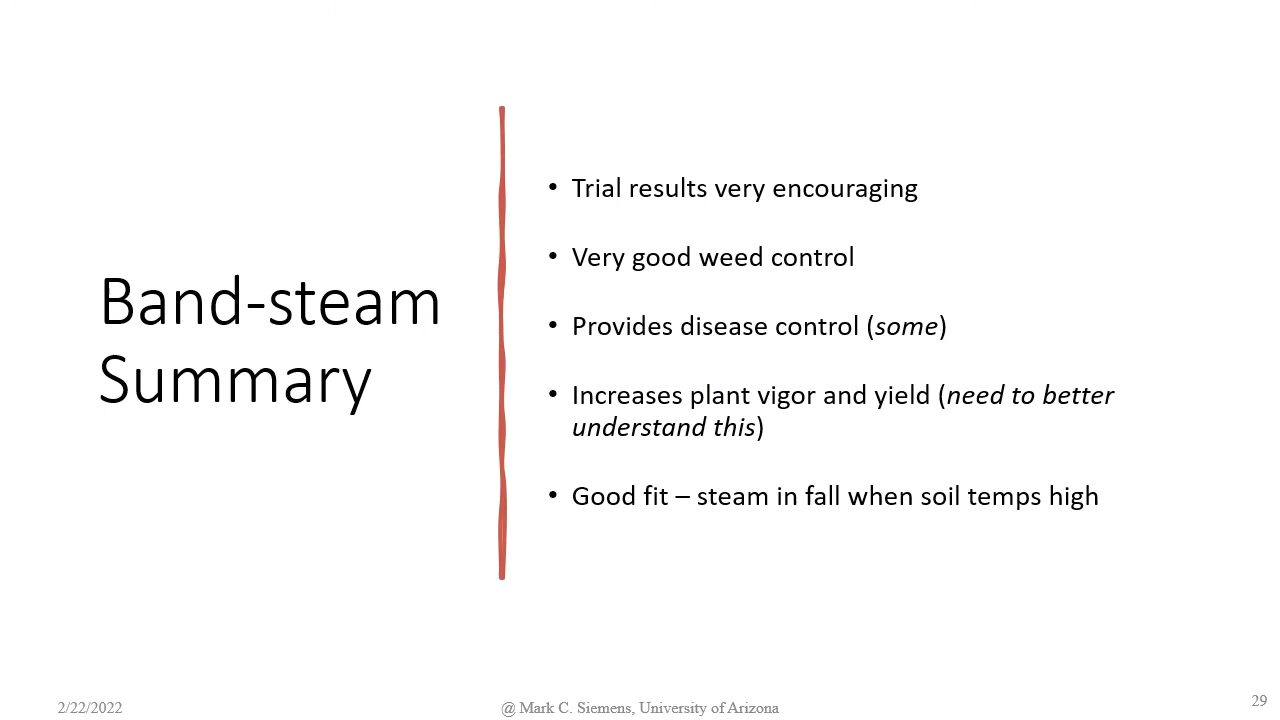 Band-steam
Summary
• Trial results very encouraging
• Very good weed control
• Provides disease control (some)
• Increases plant vigor and yield (need to better
understand this)
• Good fit – steam in fall when soil temps high
2/22/2022
@ Mark C. Siemens, University of Arizona
29